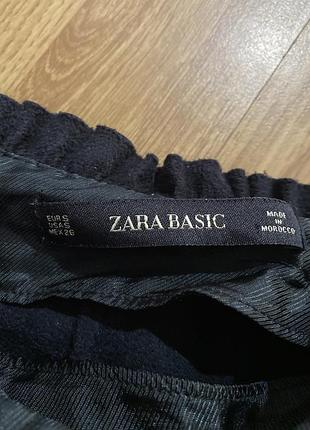 EUR S
USA S
MEX 26
ZARA BASIC
MADE
IN
MOROCCO